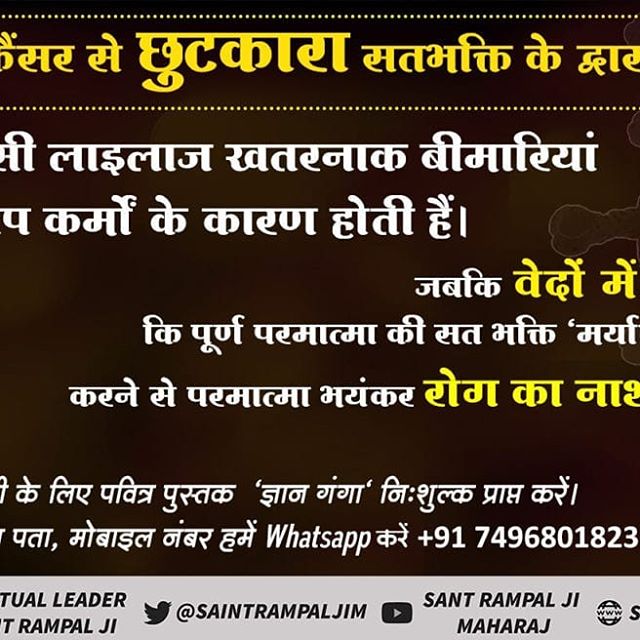 कैंसर से छुटकारा सतभक्ति के द्वारा
सी लाइलाज खतरनाक बीमारियां
प कर्मों के कारण होती हैं।
जबकि वेदों में
कि पूर्ण परमात्मा की सत भक्ति ‘मर्या
करने से परमात्मा भयंकर रोग का नाश
ी के लिए पवित्र पुस्तक ‘ज्ञान गंगा‘ निःशुल्क प्राप्त करें।
पता, मोबाइल नंबर हमें Whatsapp करें +91 7496801823
TUAL LEADER
T RAMPAL JI
@SAINTRAMPALJIM
SANT RAMPAL JI
MAHARAJ
S